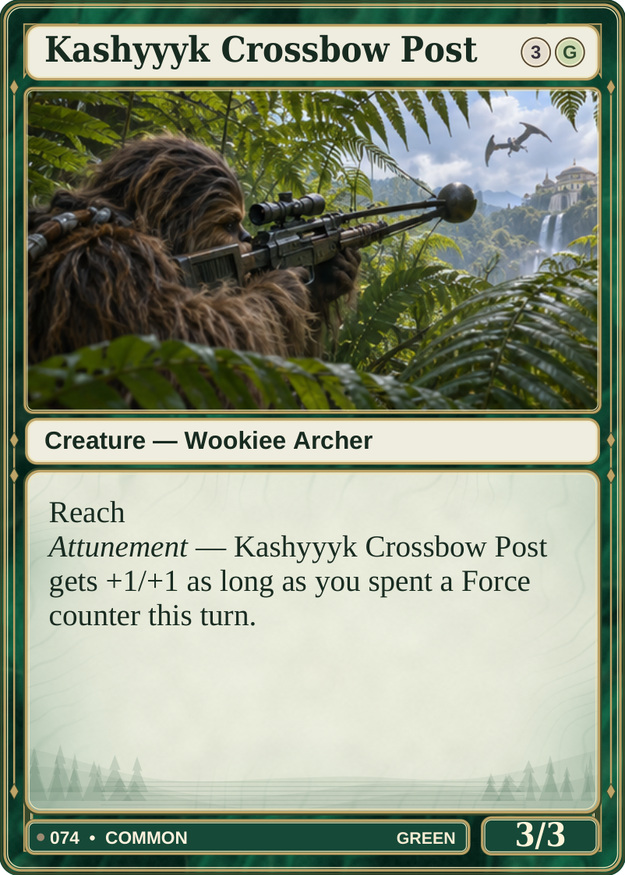 Kashyyyk Crossbow Post 3 G
Creature — Wookiee Archer
Reach
Attunement — Kashyyyk Crossbow Post
gets +1/+1 as long as you spent a Force
counter this turn.
074 • COMMON GREEN 3/3